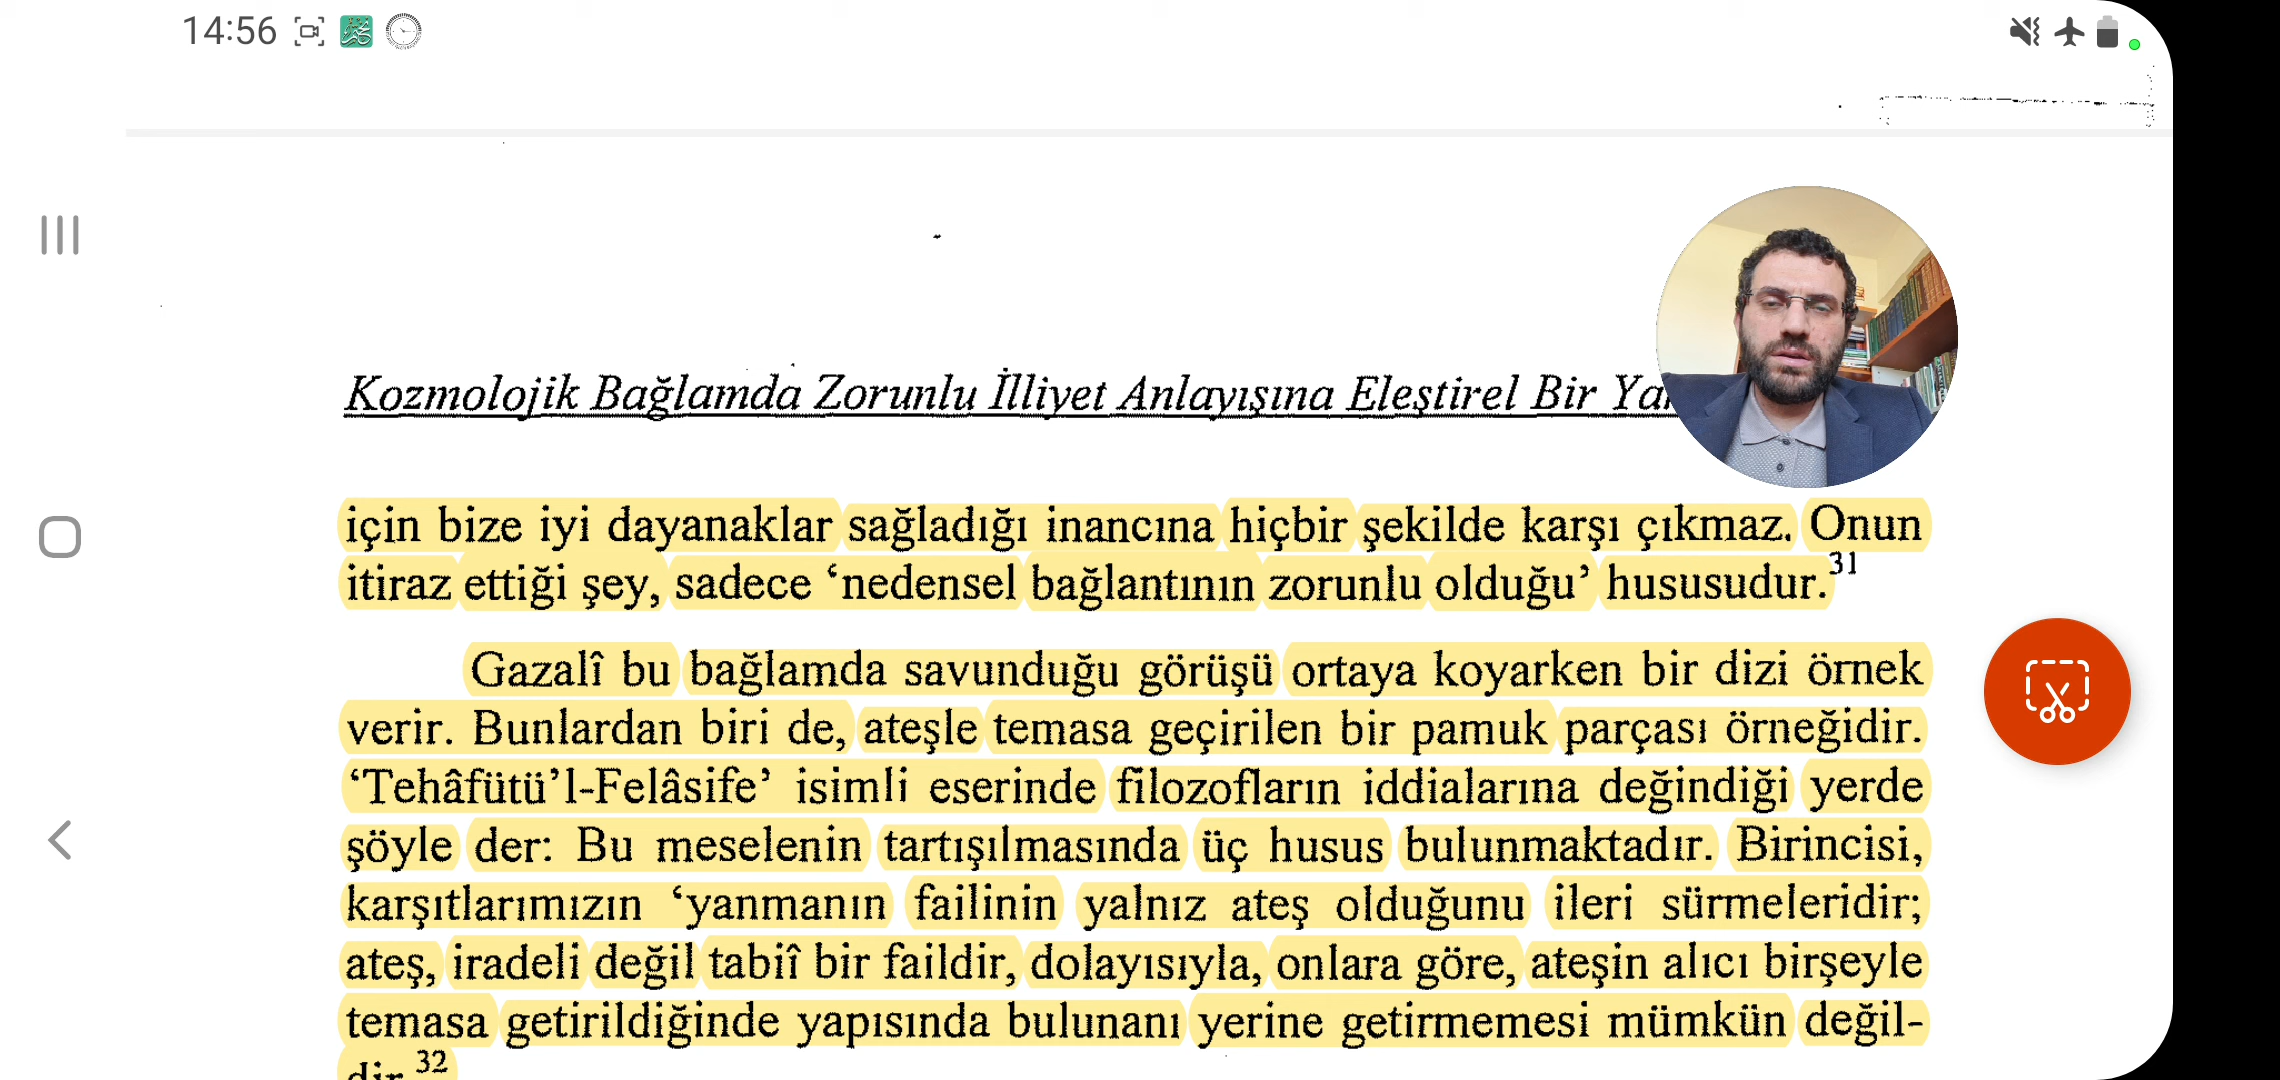 14:56
Kozmolojik Bağlamda Zorunlu İlliyet Anlayışına Eleştirel Bir
için bize iyi dayanaklar sağladığı inancına hiçbir şekilde karşı çıkmaz. Onun
itiraz ettiği şey, sadece ‘nedensel bağlantının zorunlu olduğu’ hususudur.31
Gazalî bu bağlamda savunduğu görüşü ortaya koyarken bir dizi örnek
verir. Bunlardan biri de, ateşle temasa geçirilen bir pamuk parçası örneğidir.
‘Tehâfütü’l-Felâsife’ isimli eserinde filozofların iddialarına değindiği yerde
şöyle der: Bu meselenin tartışılmasında üç husus bulunmaktadır. Birincisi,
karşıtlarımızın ‘yanmanın failinin yalnız ateş olduğunu ileri sürmeleridir;
ateş, iradeli değil tabiî bir faildir, dolayısıyla, onlara göre, ateşin alıcı birşeyle
temasa getirildiğinde yapısında bulunanı yerine getirmemesi mümkün değil-
dir.32